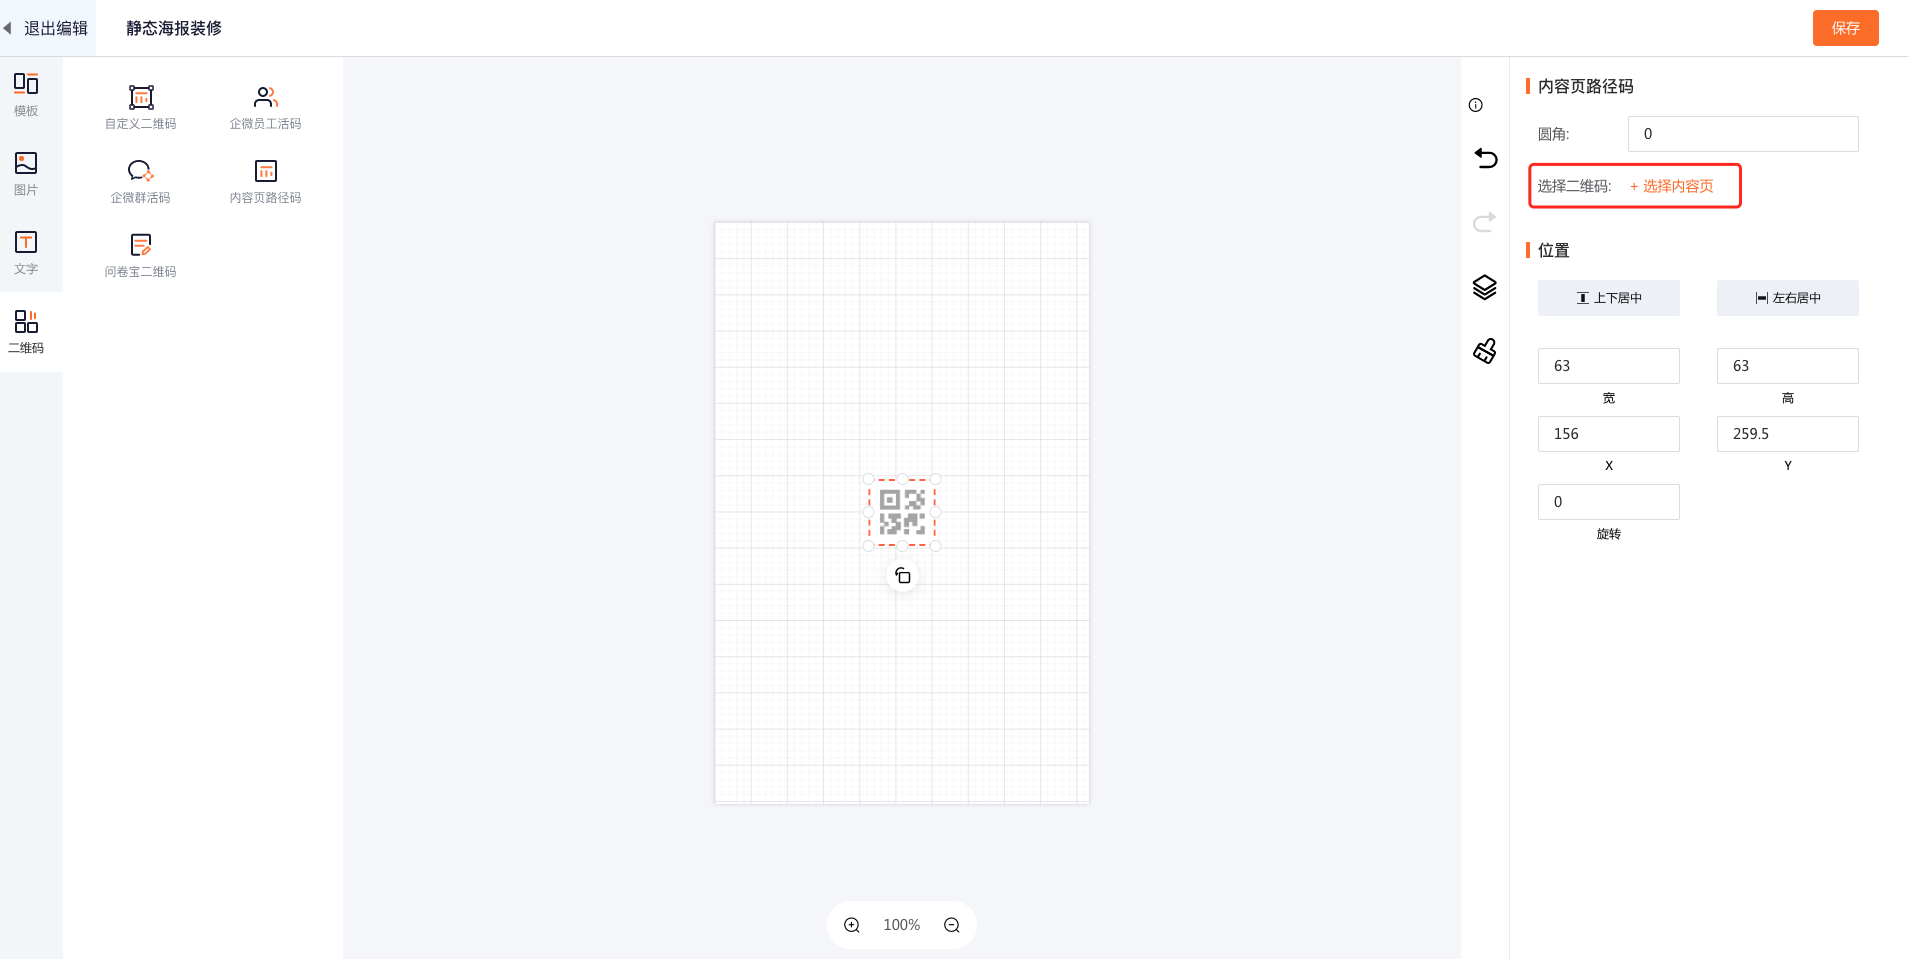 退出编辑
静态海报装修
保存
模板
图片
文字
二维码
自定义二维码
企微员工活码
企微群活码
内容页路径码
问卷宝二维码
100%
内容页路径码
圆角:
0
选择二维码:
+ 选择内容页
位置
上下居中
左右居中
63
63
宽
高
156
259.5
X
Y
0
旋转